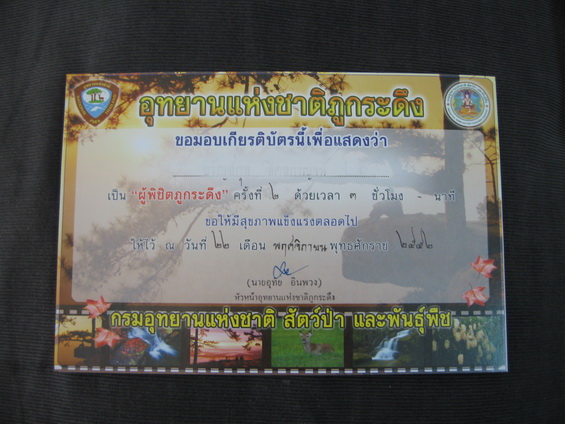 อุทยานแห่งชาติภูกระดึง
ขอมอบเกียรติบัตรนี้เพื่อแสดงว่า
เป็น "ผู้พิชิตภูกระดึง" ครั้งที่ ๒ ด้วยเวลา ๓ ชั่วโมง - นาที
ขอให้มีสุขภาพแข็งแรงตลอดไป
ให้ไว้ ณ วันที่ ๒๒ เดือน พฤศจิกายน พุทธศักราช ๒๕๕๒
(นายอุทัย อินพวง)
หัวหน้าอุทยานแห่งชาติภูกระดึง
กรมอุทยานแห่งชาติ สัตว์ป่า และพันธุ์พืช